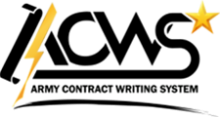 ACWS
ARMY CONTRACT WRITING SYSTEM